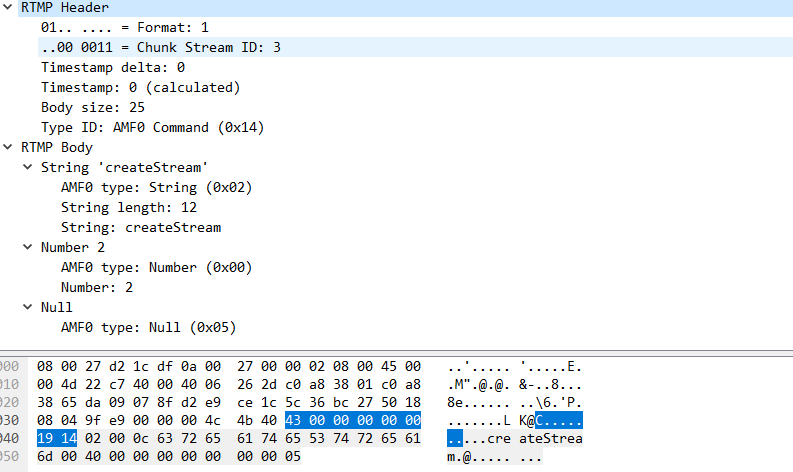 RTMP Header
01.. .... = Format: 1
..00 0011 = Chunk Stream ID: 3
Timestamp delta: 0
Timestamp: 0 (calculated)
Body size: 25
Type ID: AMF0 Command (0x14)
RTMP Body
String 'createStream'
AMF0 type: String (0x02)
String length: 12
String: createStream
Number 2
AMF0 type: Number (0x00)
Number: 2
Null
AMF0 type: Null (0x05)
000 08 00 27 d2 1c df 0a 00 27 00 00 02 08 00 45 00 ..'..... '.....E.
010 00 4d 22 c7 40 00 40 06 26 2d c0 a8 38 01 c0 a8 .M".@.@. &-..8...
020 38 65 da 09 07 8f d2 e9 ce 1c 5c 36 bc 27 50 18 8e...... ..\6.'P.
030 08 04 9f e9 00 00 00 4c 4b 40 43 00 00 00 00 00 .......L K@C.....
040 19 14 02 00 0c 63 72 65 61 74 65 53 74 72 65 61 .....cre ateStrea
050 6d 00 40 00 00 00 00 00 00 00 05 m.@..... ...